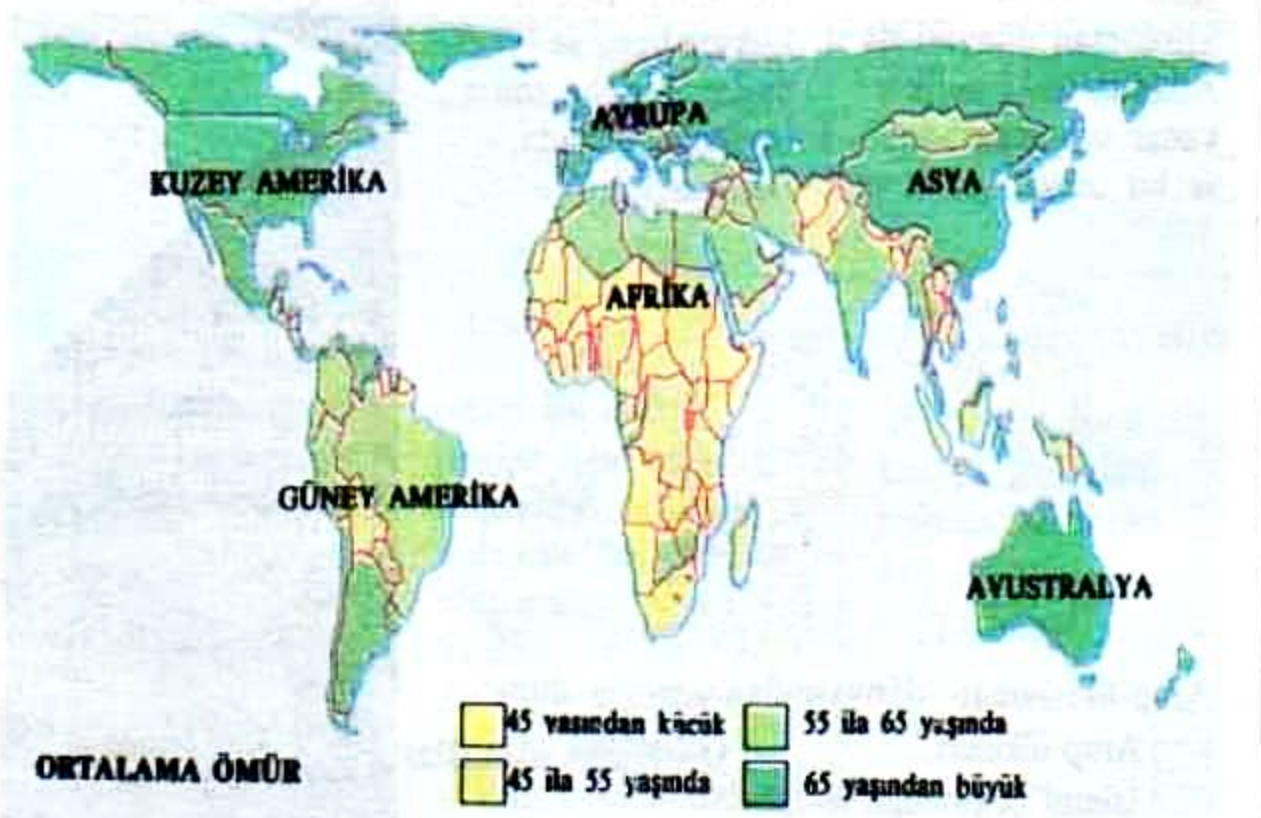 AVRUPA
KUZEY AMERİKA
ASYA
AFRİKA
GÜNEY AMERİKA
AVUSTRALYA
45 yaşından küçük
55 ila 65 yaşında
45 ila 55 yaşında
65 yaşından büyük
ORTALAMA ÖMÜR